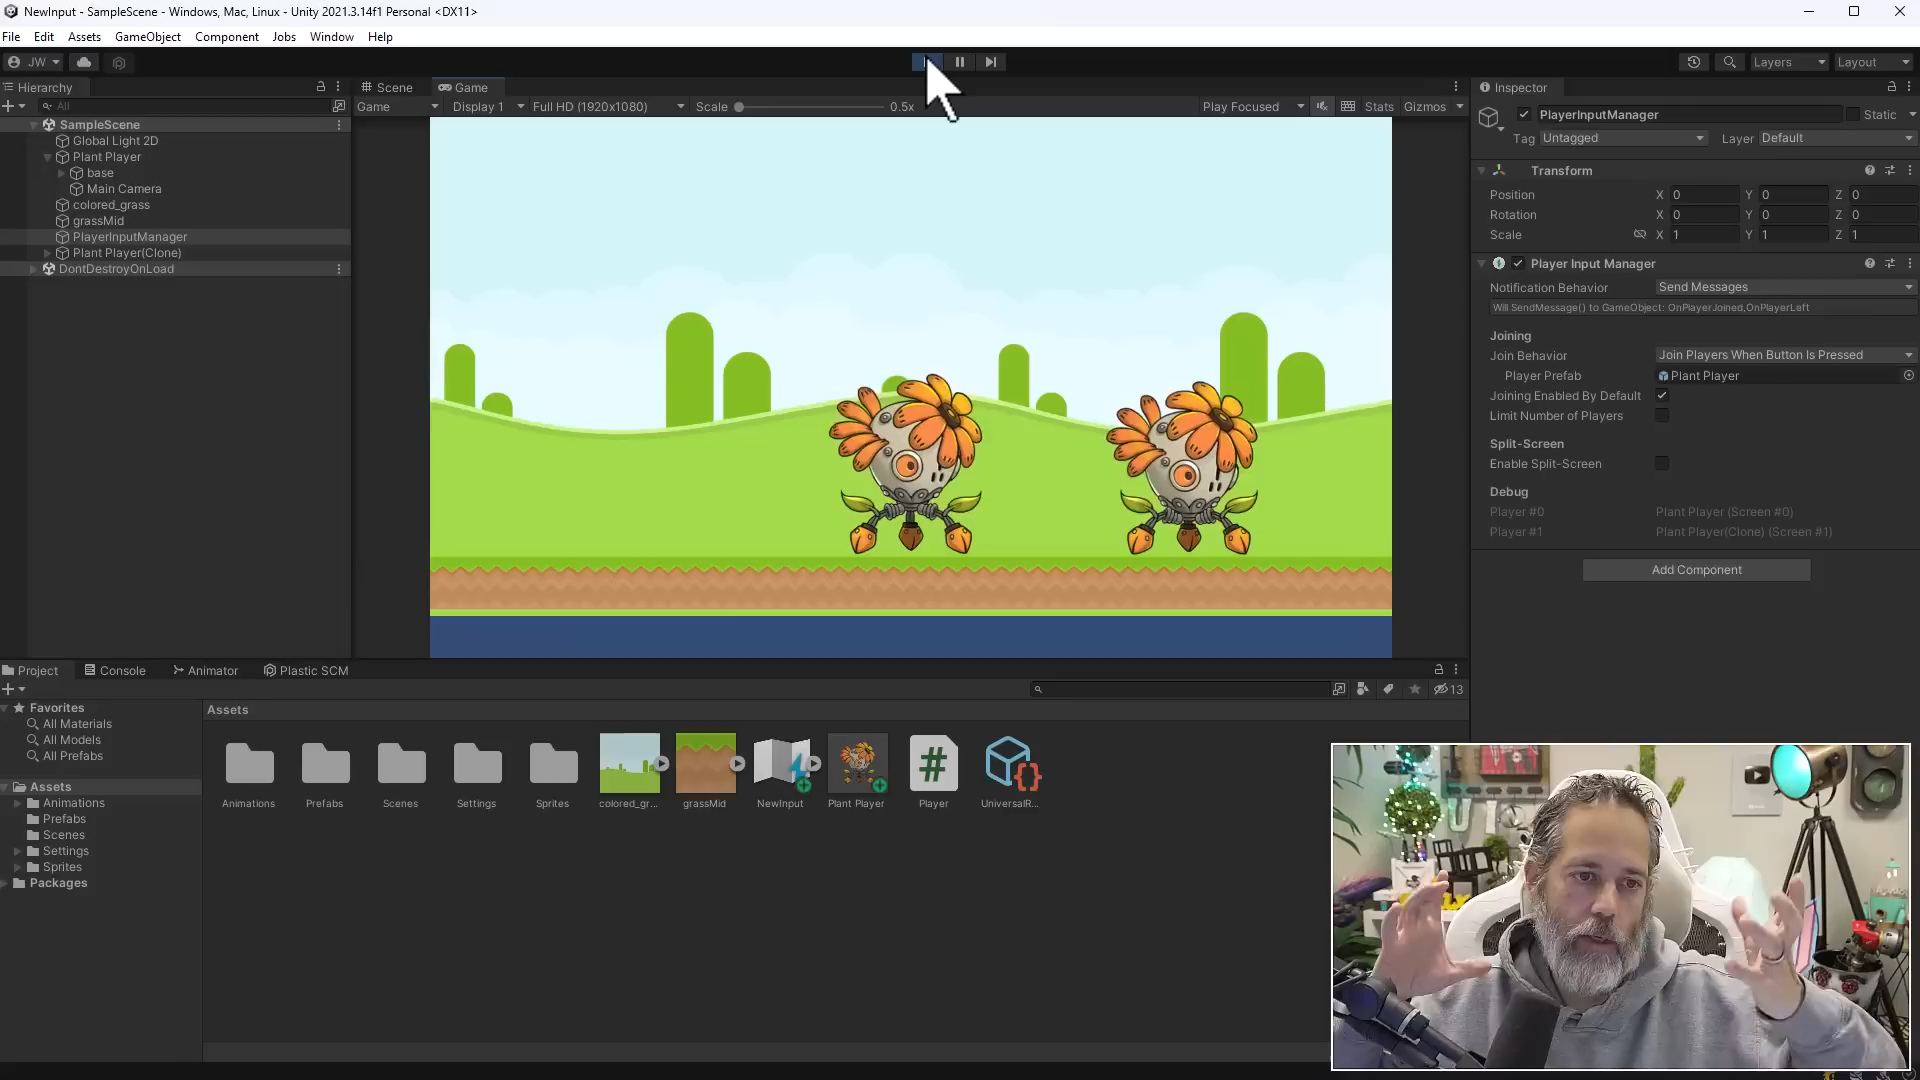 NewInput - SampleScene - Windows, Mac, Linux - Unity 2021.3.14f1 Personal <DX11>
File Edit Assets GameObject Component Jobs Window Help
JW Layers Layout
Hierarchy
All
SampleScene
Global Light 2D
Plant Player
base
Main Camera
colored_grass
grassMid
PlayerInputManager
Plant Player(Clone)
DontDestroyOnLoad
Scene Game
Game Display 1 Full HD (1920x1080) Scale 0.5x Play Focused Stats Gizmos
Inspector
PlayerInputManager Static
Tag Untagged Layer Default
Transform
Position X 0 Y 0 Z 0
Rotation X 0 Y 0 Z 0
Scale X 1 Y 1 Z 1
Player Input Manager
Notification Behavior Send Messages
Will SendMessage() to GameObject: OnPlayerJoined,OnPlayerLeft
Joining
Join Behavior Join Players When Button Is Pressed
Player Prefab Plant Player
Joining Enabled By Default
Limit Number of Players
Split-Screen
Enable Split-Screen
Debug
Player #0 Plant Player (Screen #0)
Player #1 Plant Player(Clone) (Screen #1)
Add Component
Project Console Animator Plastic SCM
13
Favorites
All Materials
All Models
All Prefabs
Assets
Animations
Prefabs
Scenes
Settings
Sprites
Packages
Assets
Animations Prefabs Scenes Settings Sprites colored_gr... grassMid NewInput Plant Player Player UniversalR...